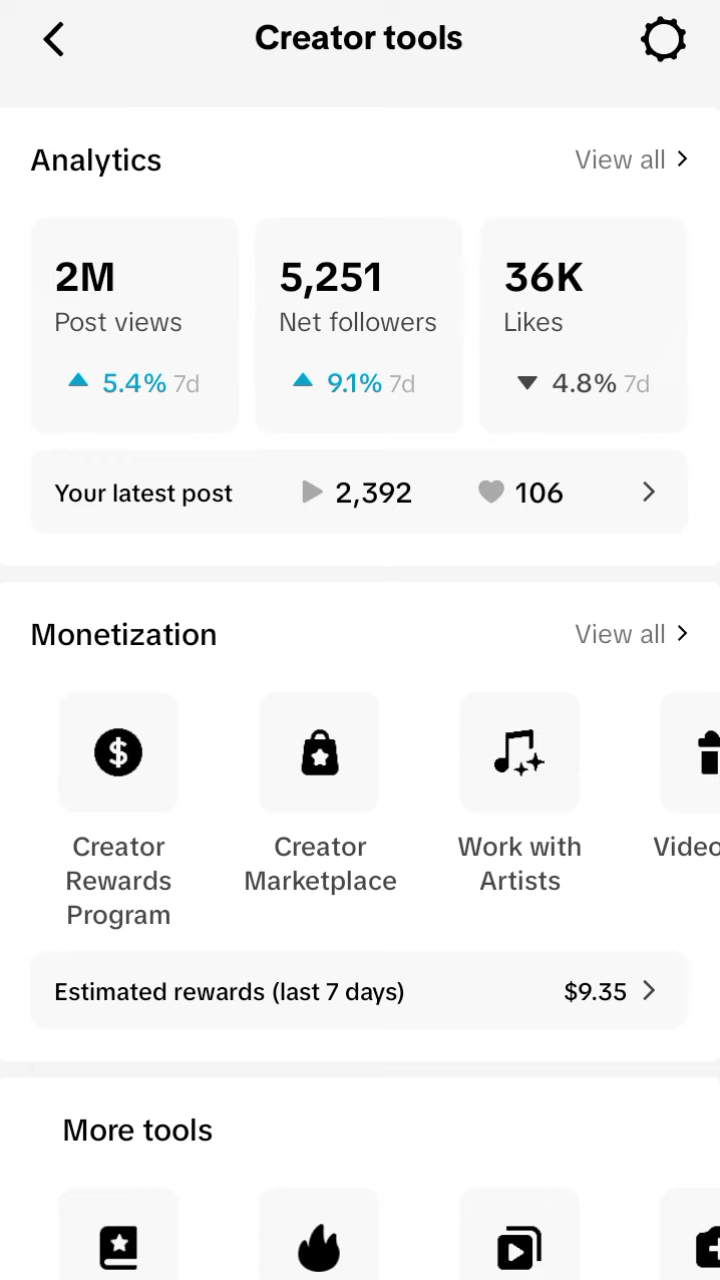 Creator tools
Analytics
View all
2M
Post views
5.4% 7d
5,251
Net followers
9.1% 7d
36K
Likes
4.8% 7d
Your latest post 2,392 106
Monetization
View all
Creator
Rewards
Program
Creator
Marketplace
Work with
Artists
Video
Estimated rewards (last 7 days) $9.35
More tools